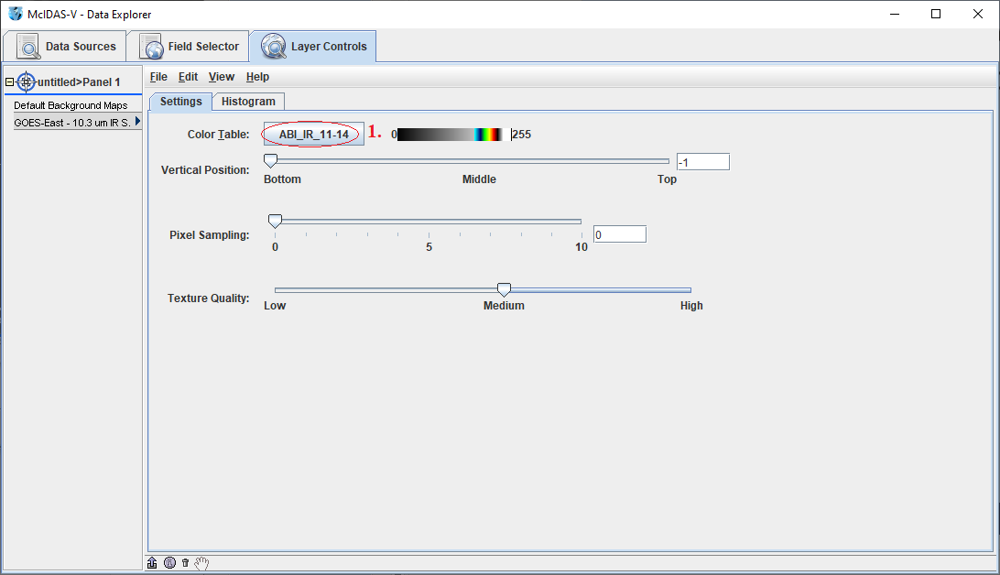 McIDAS-V - Data Explorer
Data Sources
Field Selector
Layer Controls
untitled>Panel 1
Default Background Maps
GOES-East - 10.3 um IR S.
File Edit View Help
Settings Histogram
Color Table: ABI_IR_11-14 1. 0 255
Vertical Position: -1
Bottom Middle Top
Pixel Sampling: 0
0 5 10
Texture Quality:
Low Medium High